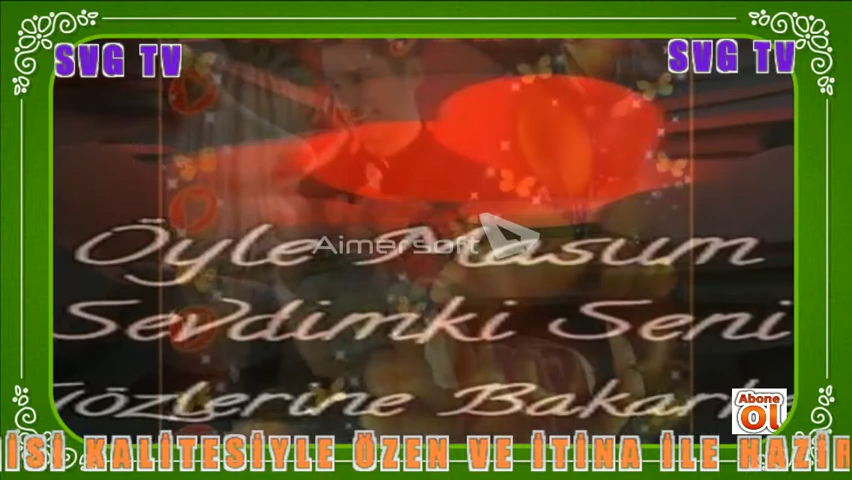 SVG TV
SVG TV
Öyle Masum
Aimersoft
Sevdimki Seni
Gözlerine
Abone
Ol
KALİTESİYLE ÖZEN VE İTİNA İLE